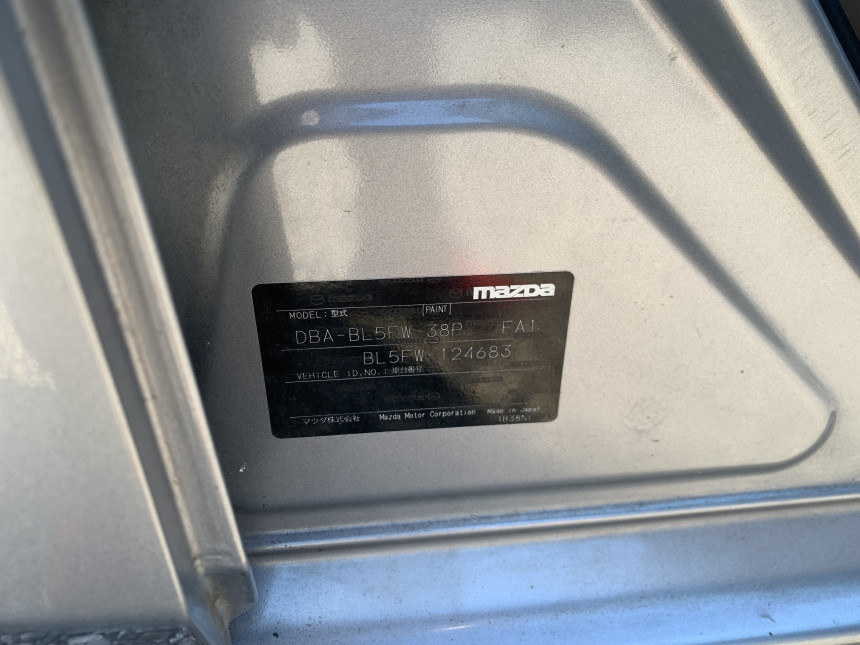 mazda
MODEL:型式 [PAINT]
DBA-BL5FW-38P FA1
BL5FW-124683
VEHICLE ID.NO.:車台番号
マツダ株式会社 Mazda Motor Corporation Made in Japan
(B38N)